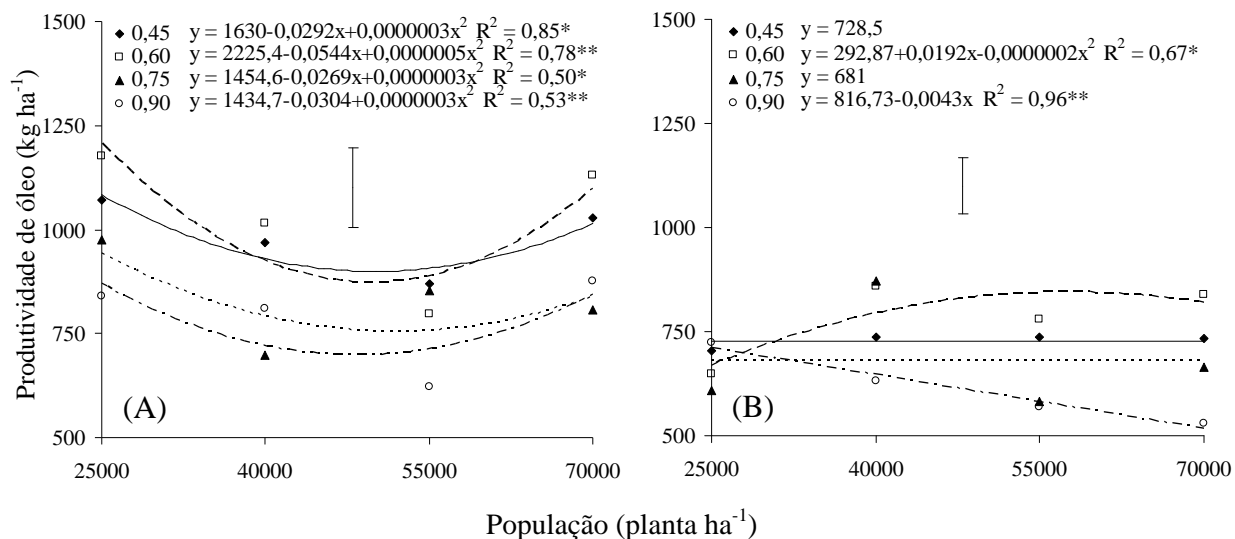 Produtividade de óleo (kg ha⁻¹)
1500
1250
1000
750
500
0,45 y = 1630-0,0292x+0,0000003x² R² = 0,85*
0,60 y = 2225,4-0,0544x+0,0000005x² R² = 0,78**
0,75 y = 1454,6-0,0269x+0,0000003x² R² = 0,50*
0,90 y = 1434,7-0,0304+0,0000003x² R² = 0,53**
(A)
25000 40000 55000 70000
1500
1250
1000
750
500
0,45 y = 728,5
0,60 y = 292,87+0,0192x-0,0000002x² R² = 0,67*
0,75 y = 681
0,90 y = 816,73-0,0043x R² = 0,96**
(B)
25000 40000 55000 70000
População (planta ha⁻¹)